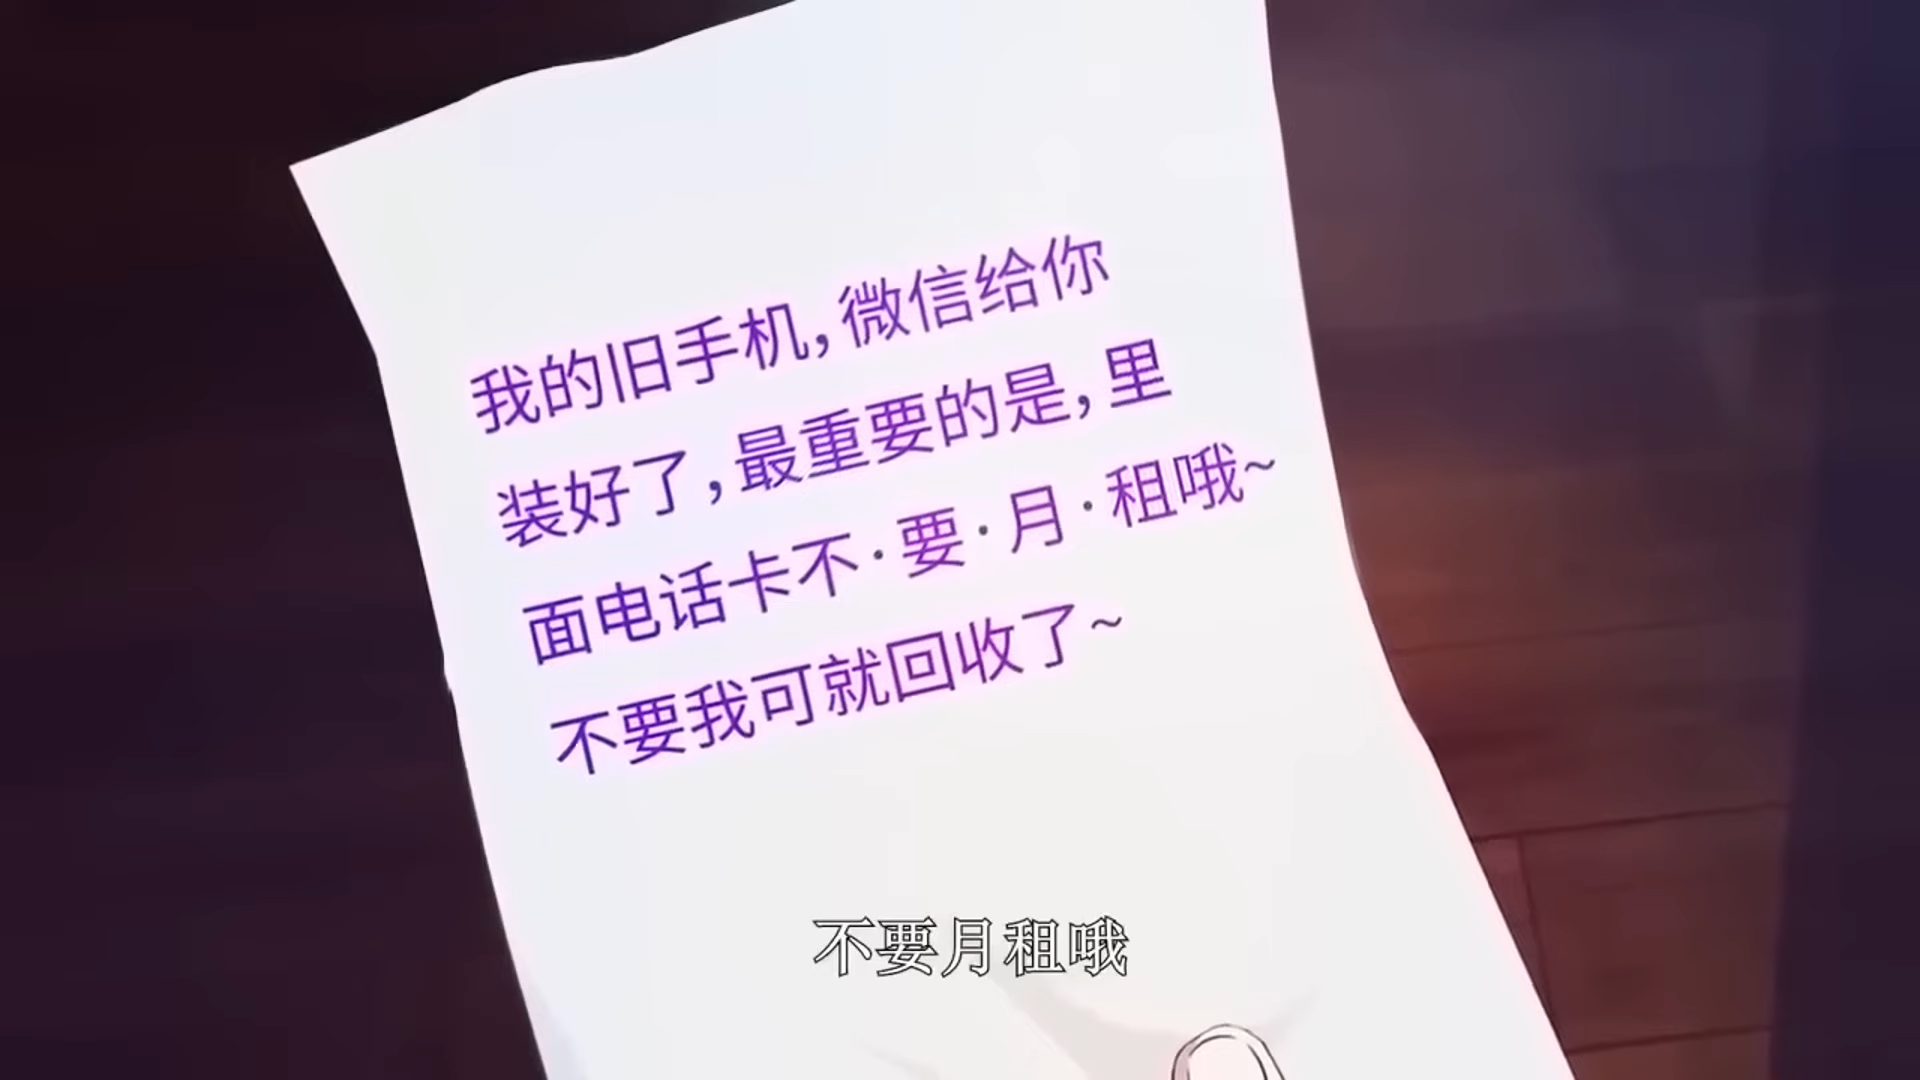 我的旧手机，微信给你
装好了，最重要的是，里
面电话卡不·要·月·租哦~
不要我可就回收了~
不要月租哦